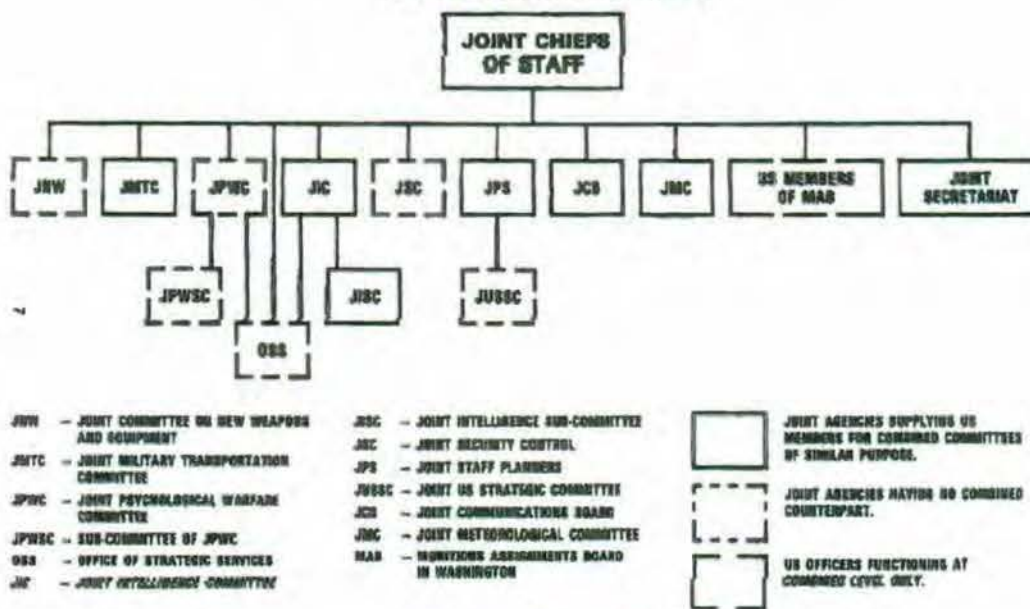 JOINT CHIEFS
OF STAFF
JNW
JMTC
JPWC
JIC
JSC
JPS
JCB
JMC
US MEMBERS
OF MAB
JOINT
SECRETARIAT
JPWSC
JISC
JUSSC
OSS
7
JNW – JOINT COMMITTEE ON NEW WEAPONS
AND EQUIPMENT
JMTC – JOINT MILITARY TRANSPORTATION
COMMITTEE
JPWC – JOINT PSYCHOLOGICAL WARFARE
COMMITTEE
JPWSC – SUB-COMMITTEE OF JPWC
OSS – OFFICE OF STRATEGIC SERVICES
JIC – JOINT INTELLIGENCE COMMITTEE
JISC – JOINT INTELLIGENCE SUB-COMMITTEE
JSC – JOINT SECURITY CONTROL
JPS – JOINT STAFF PLANNERS
JUSSC – JOINT US STRATEGIC COMMITTEE
JCB – JOINT COMMUNICATIONS BOARD
JMC – JOINT METEOROLOGICAL COMMITTEE
MAB – MUNITIONS ASSIGNMENTS BOARD
IN WASHINGTON
JOINT AGENCIES SUPPLYING US
MEMBERS FOR COMBINED COMMITTEES
OF SIMILAR PURPOSE.
JOINT AGENCIES HAVING NO COMBINED
COUNTERPART.
US OFFICERS FUNCTIONING AT
COMBINED LEVEL ONLY.